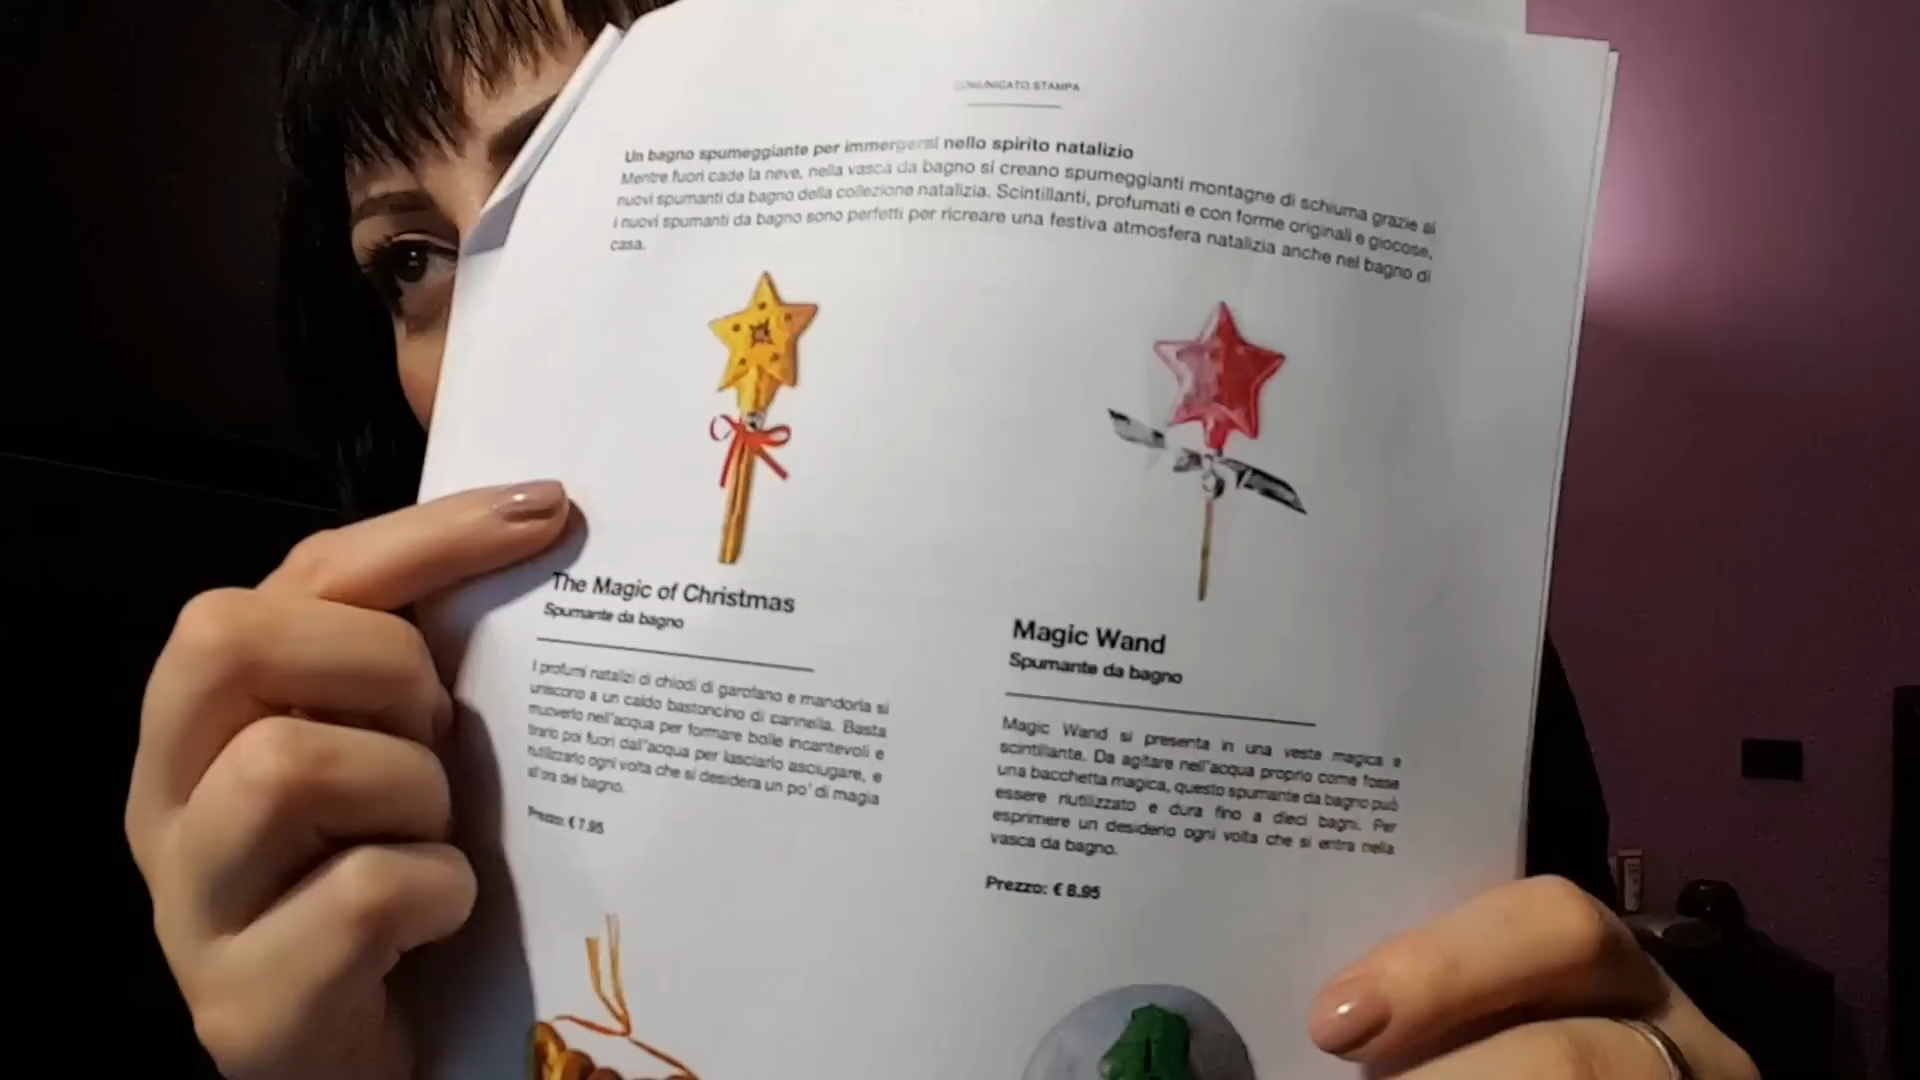 COMUNICATO STAMPA
Un bagno spumeggiante per immergersi nello spirito natalizio
Mentre fuori cade la neve, nella vasca da bagno si creano spumeggianti montagne di schiuma grazie ai
nuovi spumanti da bagno della collezione natalizia. Scintillanti, profumati e con forme originali e giocose,
i nuovi spumanti da bagno sono perfetti per ricreare una festiva atmosfera natalizia anche nel bagno di
casa.
The Magic of Christmas
Spumante da bagno
I profumi natalizi di chiodi di garofano e mandorla si
uniscono a un caldo bastoncino di cannella. Basta
muoverlo nell'acqua per formare bolle incantevoli e
tirarlo poi fuori dall'acqua per lasciarlo asciugare, e
riutilizzarlo ogni volta che si desidera un po' di magia
all'ora del bagno.
Prezzo: € 7.95
Magic Wand
Spumante da bagno
Magic Wand si presenta in una veste magica e
scintillante. Da agitare nell'acqua proprio come fosse
una bacchetta magica, questo spumante da bagno può
essere riutilizzato e dura fino a dieci bagni. Per
esprimere un desiderio ogni volta che si entra nella
vasca da bagno.
Prezzo: € 8.95